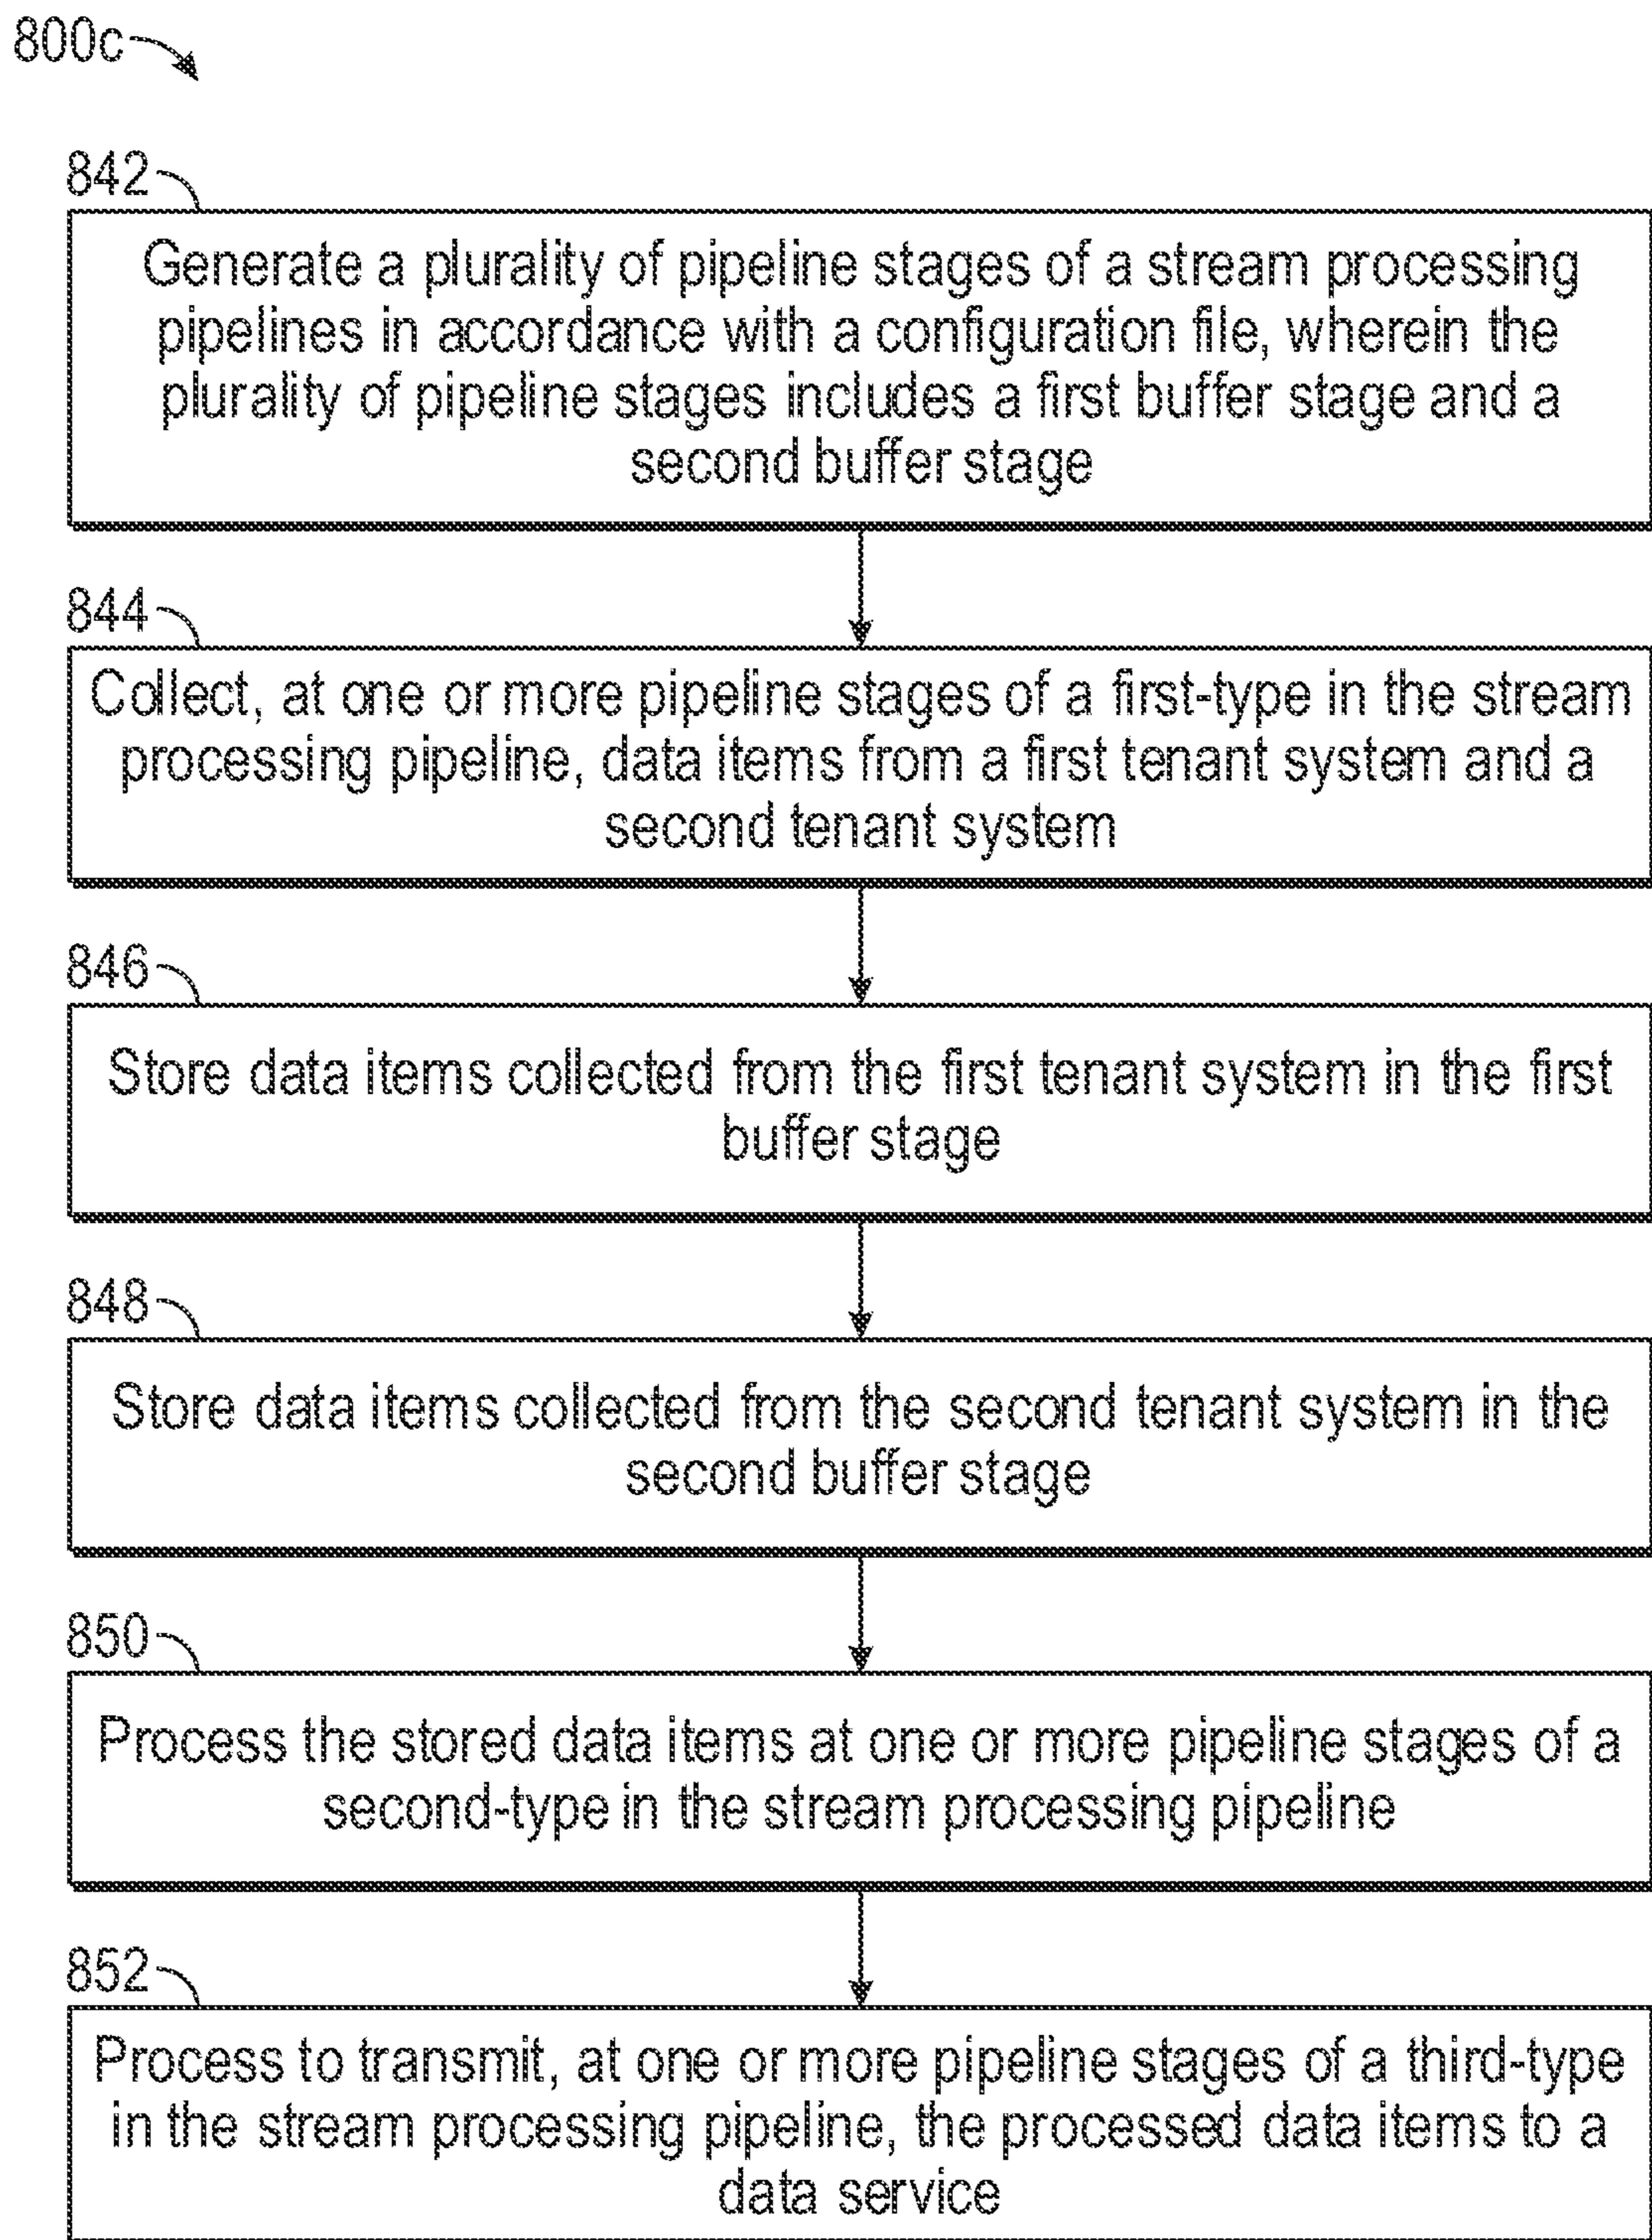 800c
842
Generate a plurality of pipeline stages of a stream processing
pipelines in accordance with a configuration file, wherein the
plurality of pipeline stages includes a first buffer stage and a
second buffer stage
844
Collect, at one or more pipeline stages of a first-type in the stream
processing pipeline, data items from a first tenant system and a
second tenant system
846
Store data items collected from the first tenant system in the first
buffer stage
848
Store data items collected from the second tenant system in the
second buffer stage
850
Process the stored data items at one or more pipeline stages of a
second-type in the stream processing pipeline
852
Process to transmit, at one or more pipeline stages of a third-type
in the stream processing pipeline, the processed data items to a
data service